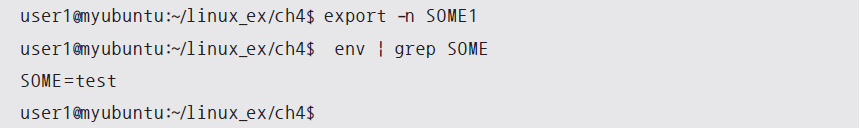 user1@myubuntu:~/linux_ex/ch4$ export -n SOME1
user1@myubuntu:~/linux_ex/ch4$  env | grep SOME
SOME=test
user1@myubuntu:~/linux_ex/ch4$